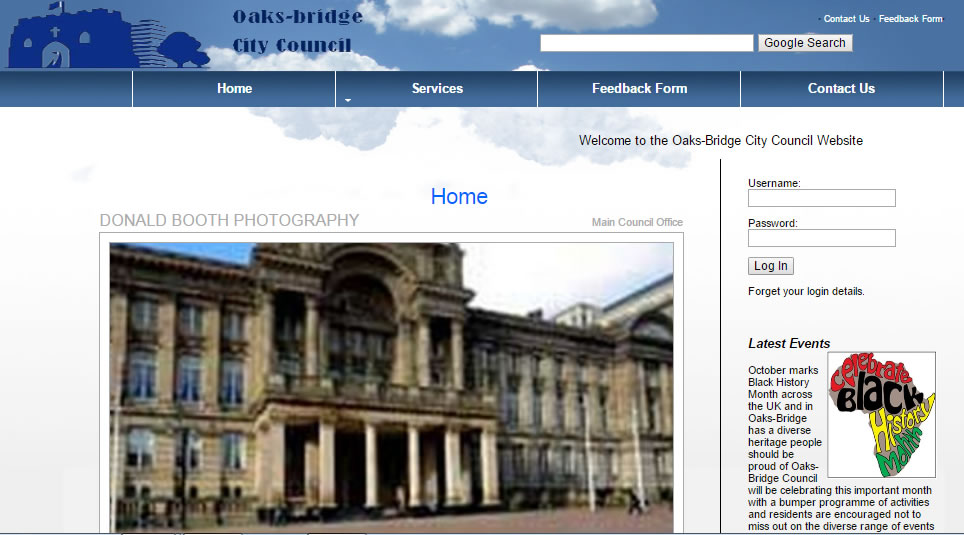 Oaks-bridge
City Council
Contact Us Feedback Form
Google Search
Home Services Feedback Form Contact Us
Welcome to the Oaks-Bridge City Council Website
Home
DONALD BOOTH PHOTOGRAPHY Main Council Office
Username:
Password:
Log In
Forget your login details.
Latest Events
October marks
Black History
Month across
the UK and in
Oaks-Bridge
has a diverse
heritage people
should be
proud of Oaks-
Bridge Council
will be celebrating this important month
with a bumper programme of activities
and residents are encouraged not to
miss out on the diverse range of events
Celebrate
Black
History
Month